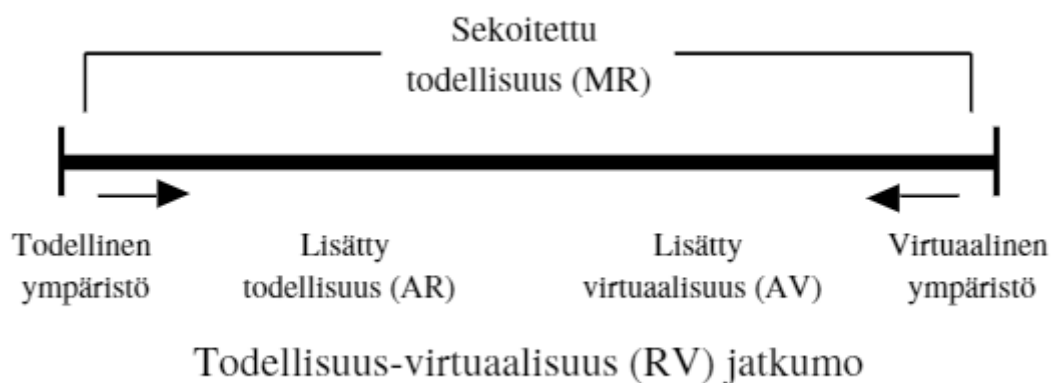 Sekoitettu
todellisuus (MR)
Todellinen
ympäristö
Lisätty
todellisuus (AR)
Lisätty
virtuaalisuus (AV)
Virtuaalinen
ympäristö
Todellisuus-virtuaalisuus (RV) jatkumo